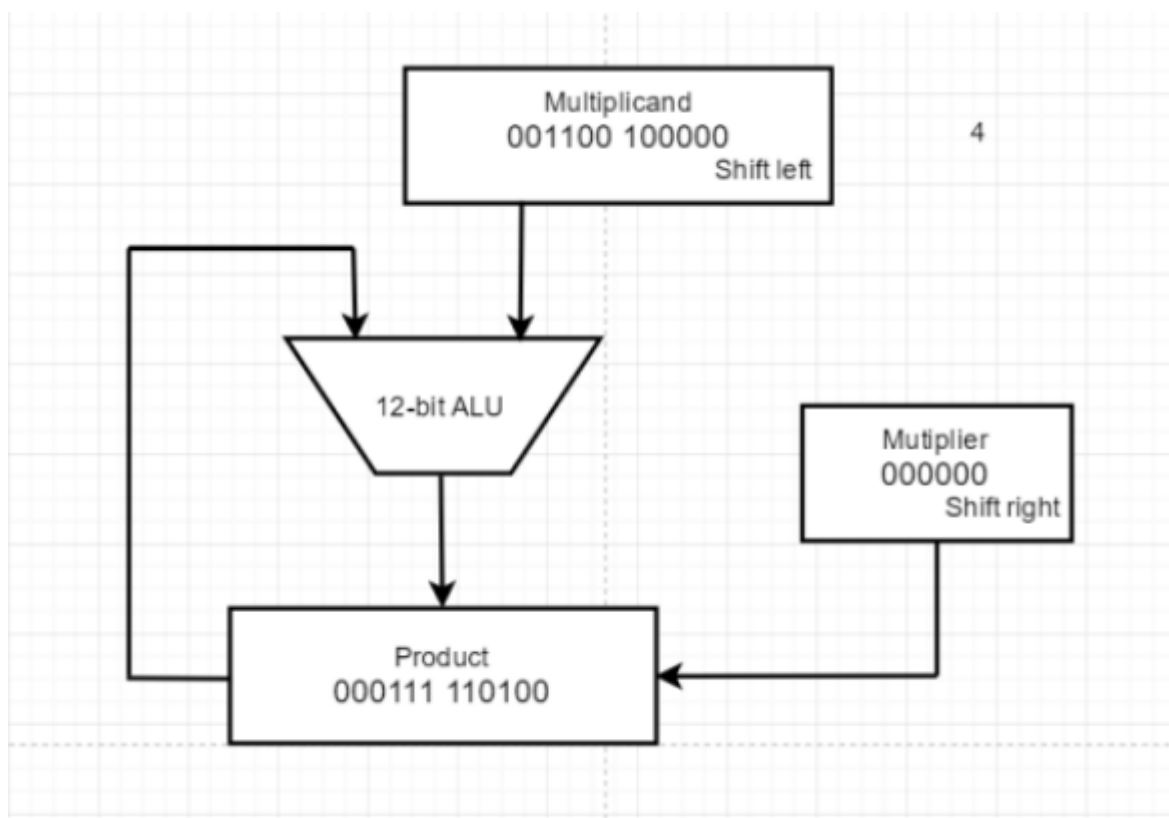 Multiplicand
001100 100000
Shift left
4
12-bit ALU
Mutiplier
000000
Shift right
Product
000111 110100